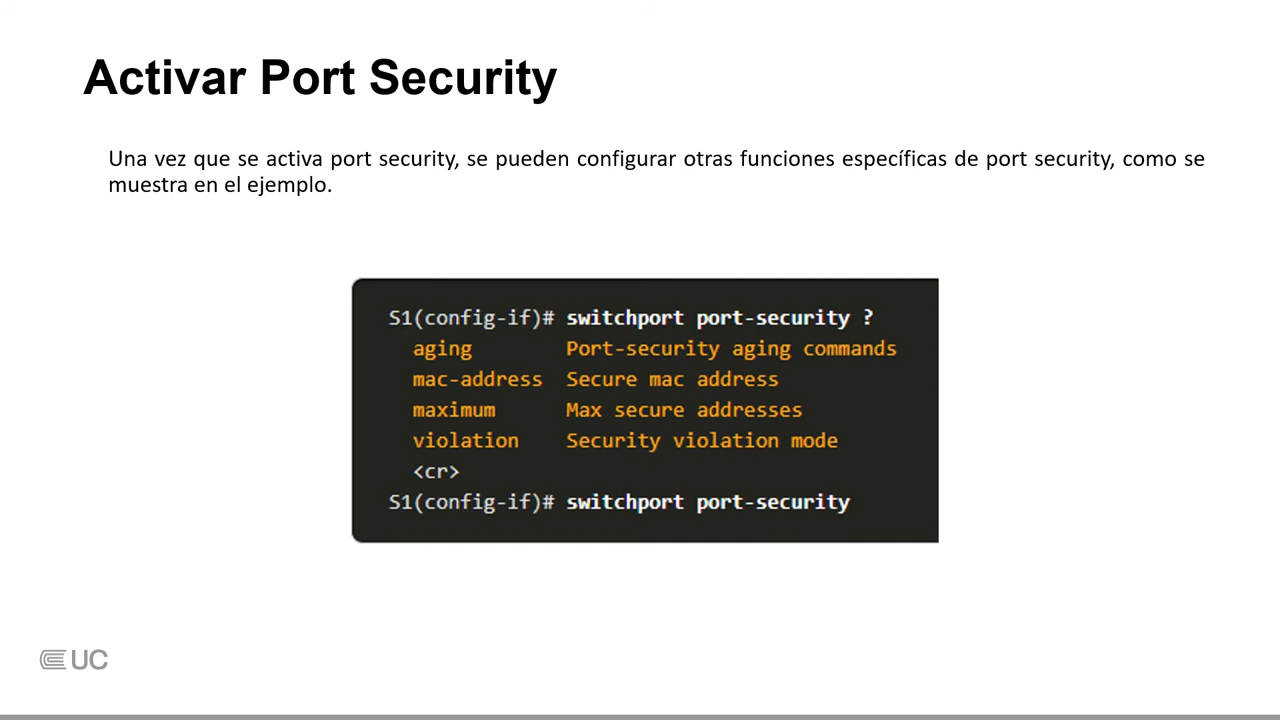 Activar Port Security
Una vez que se activa port security, se pueden configurar otras funciones específicas de port security, como se
muestra en el ejemplo.
S1(config-if)# switchport port-security ?
aging Port-security aging commands
mac-address Secure mac address
maximum Max secure addresses
violation Security violation mode
<cr>
S1(config-if)# switchport port-security
UC